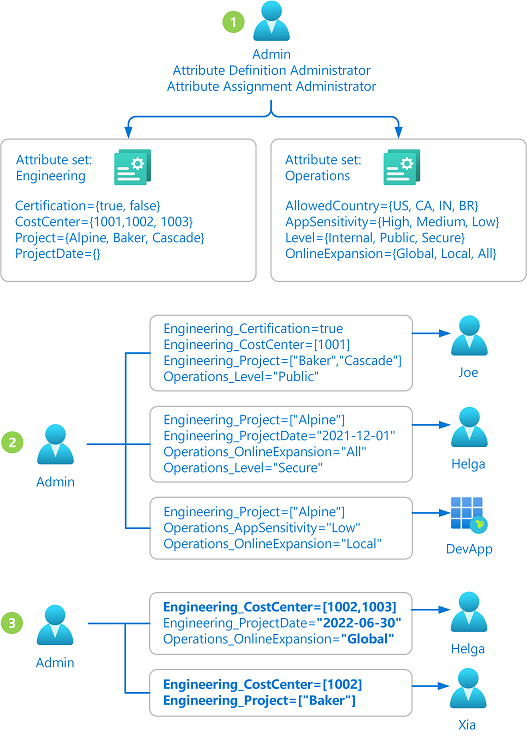 1
Admin
Attribute Definition Administrator
Attribute Assignment Administrator
Attribute set:
Engineering
Certification={true, false}
CostCenter={1001,1002, 1003}
Project={Alpine, Baker, Cascade}
ProjectDate={}
Attribute set:
Operations
AllowedCountry={US, CA, IN, BR}
AppSensitivity={High, Medium, Low}
Level={Internal, Public, Secure}
OnlineExpansion={Global, Local, All}
2
Admin
Engineering_Certification=true
Engineering_CostCenter=[1001]
Engineering_Project=["Baker","Cascade"]
Operations_Level="Public"
Joe
Engineering_Project=["Alpine"]
Engineering_ProjectDate="2021-12-01"
Operations_OnlineExpansion="All"
Operations_Level="Secure"
Helga
Engineering_Project=["Alpine"]
Operations_AppSensitivity="Low"
Operations_OnlineExpansion="Local"
DevApp
3
Admin
Engineering_CostCenter=[1002,1003]
Engineering_ProjectDate="2022-06-30"
Operations_OnlineExpansion="Global"
Helga
Engineering_CostCenter=[1002]
Engineering_Project=["Baker"]
Xia